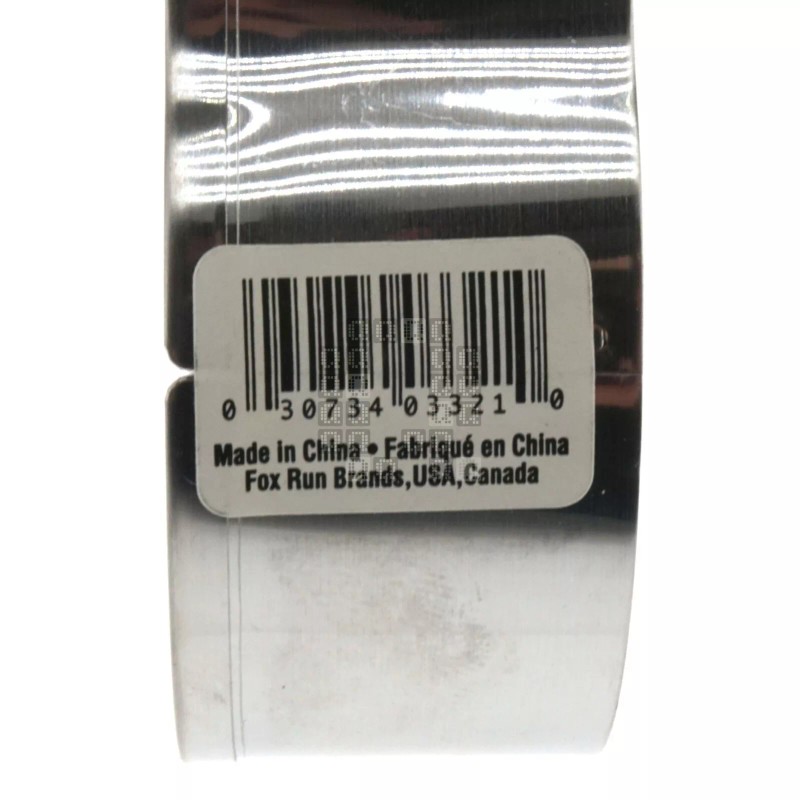 0 30734 03321 0
Made in China • Fabriqué en China
Fox Run Brands,USA,Canada